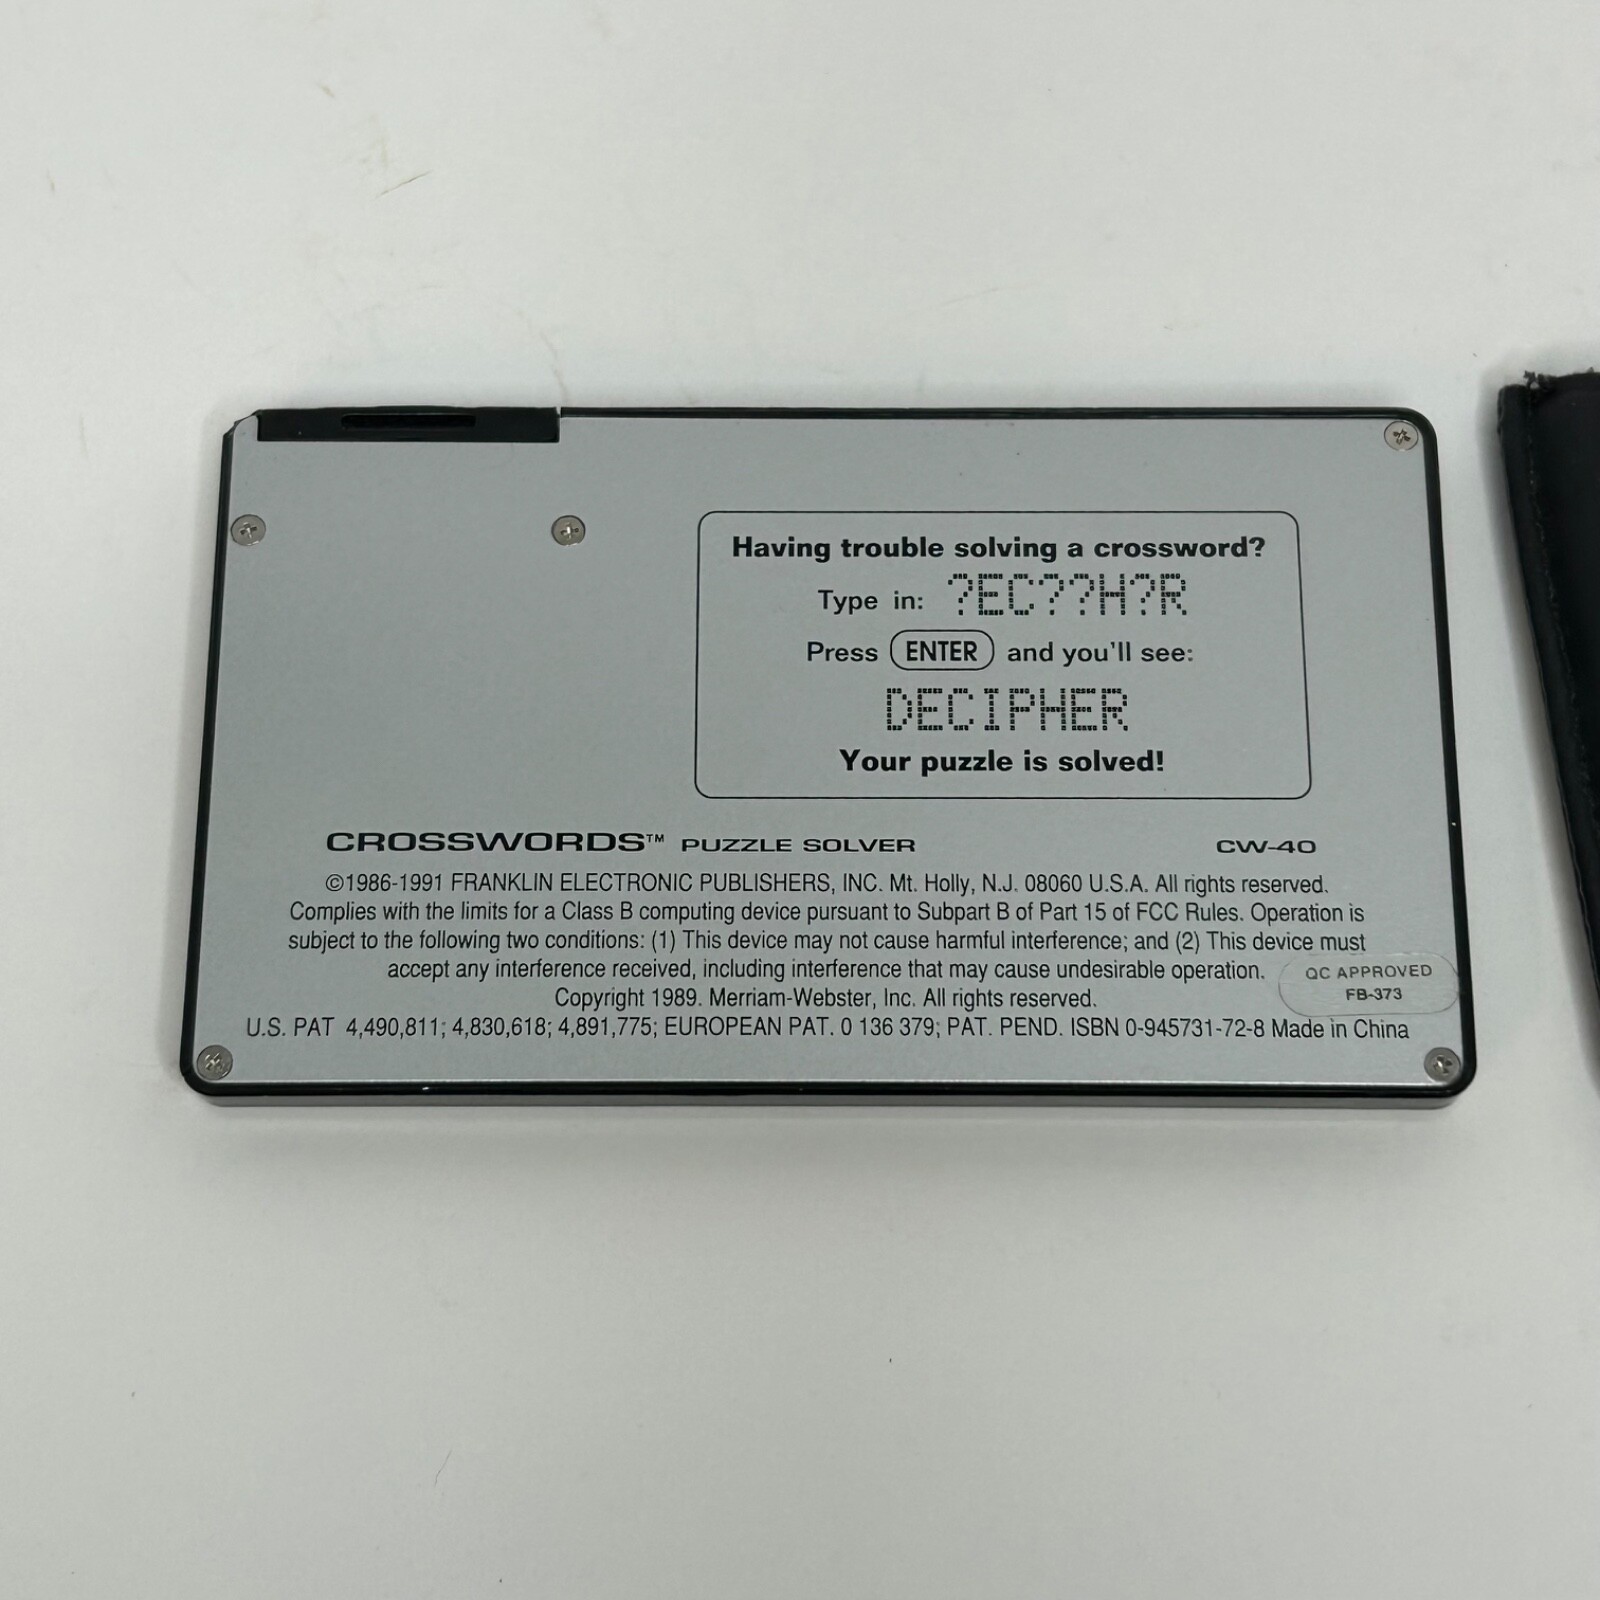 Having trouble solving a crossword?
Type in: ?EC??H?R
Press ENTER and you'll see:
DECIPHER
Your puzzle is solved!
CROSSWORDS™ PUZZLE SOLVER CW-40
©1986-1991 FRANKLIN ELECTRONIC PUBLISHERS, INC. Mt. Holly, N.J. 08060 U.S.A. All rights reserved.
Complies with the limits for a Class B computing device pursuant to Subpart B of Part 15 of FCC Rules. Operation is
subject to the following two conditions: (1) This device may not cause harmful interference; and (2) This device must
accept any interference received, including interference that may cause undesirable operation.
QC APPROVED
FB-373
Copyright 1989. Merriam-Webster, Inc. All rights reserved.
U.S. PAT 4,490,811; 4,830,618; 4,891,775; EUROPEAN PAT. 0 136 379; PAT. PEND. ISBN 0-945731-72-8 Made in China